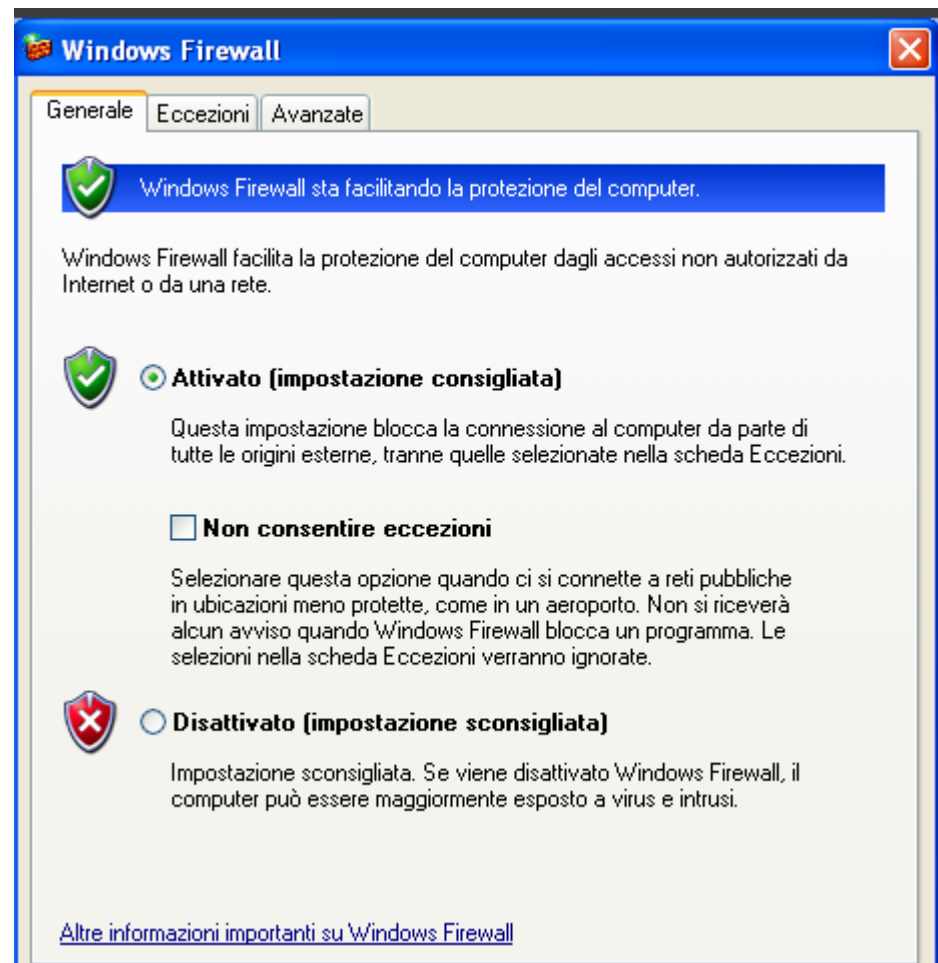 Windows Firewall
Generale
Eccezioni
Avanzate
Windows Firewall sta facilitando la protezione del computer.
Windows Firewall facilita la protezione del computer dagli accessi non autorizzati da
Internet o da una rete.
Attivato (impostazione consigliata)
Questa impostazione blocca la connessione al computer da parte di
tutte le origini esterne, tranne quelle selezionate nella scheda Eccezioni.
Non consentire eccezioni
Selezionare questa opzione quando ci si connette a reti pubbliche
in ubicazioni meno protette, come in un aeroporto. Non si riceverà
alcun avviso quando Windows Firewall blocca un programma. Le
selezioni nella scheda Eccezioni verranno ignorate.
Disattivato (impostazione sconsigliata)
Impostazione sconsigliata. Se viene disattivato Windows Firewall, il
computer può essere maggiormente esposto a virus e intrusi.
Altre informazioni importanti su Windows Firewall